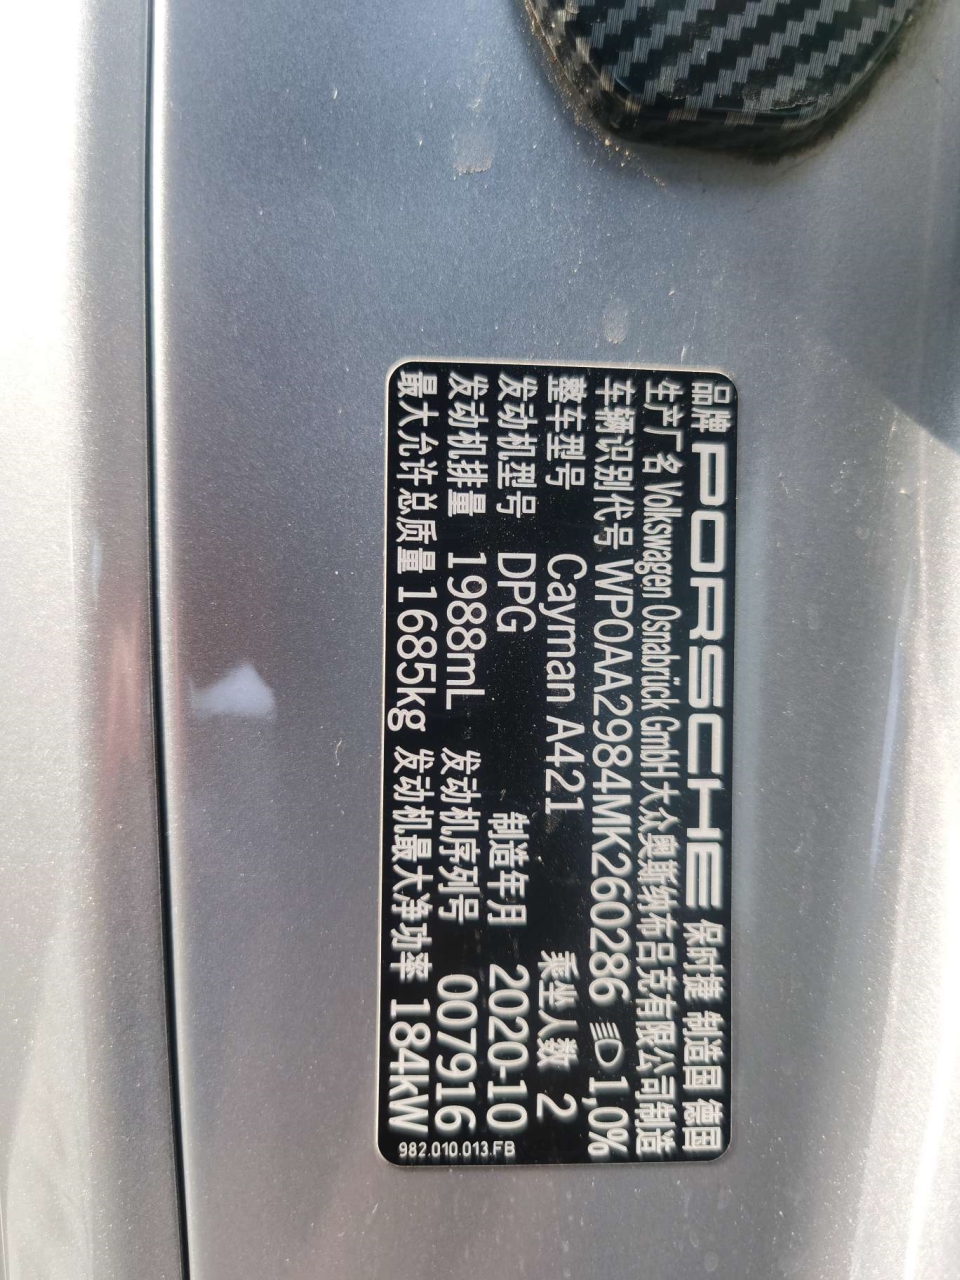 品牌 PORSCHE 保时捷 制造国 德国
生产厂名 Volkswagen Osnabrück GmbH 大众奥斯纳布吕克有限公司制造
车辆识别代号 WP0AA2984MK260286 1,0%
整车型号 Cayman A421 乘坐人数 2
发动机型号 DPG 制造年月 2020-10
发动机排量 1988mL 发动机序列号 007916
最大允许总质量 1685kg 发动机最大净功率 184kW
982.010.013.FB